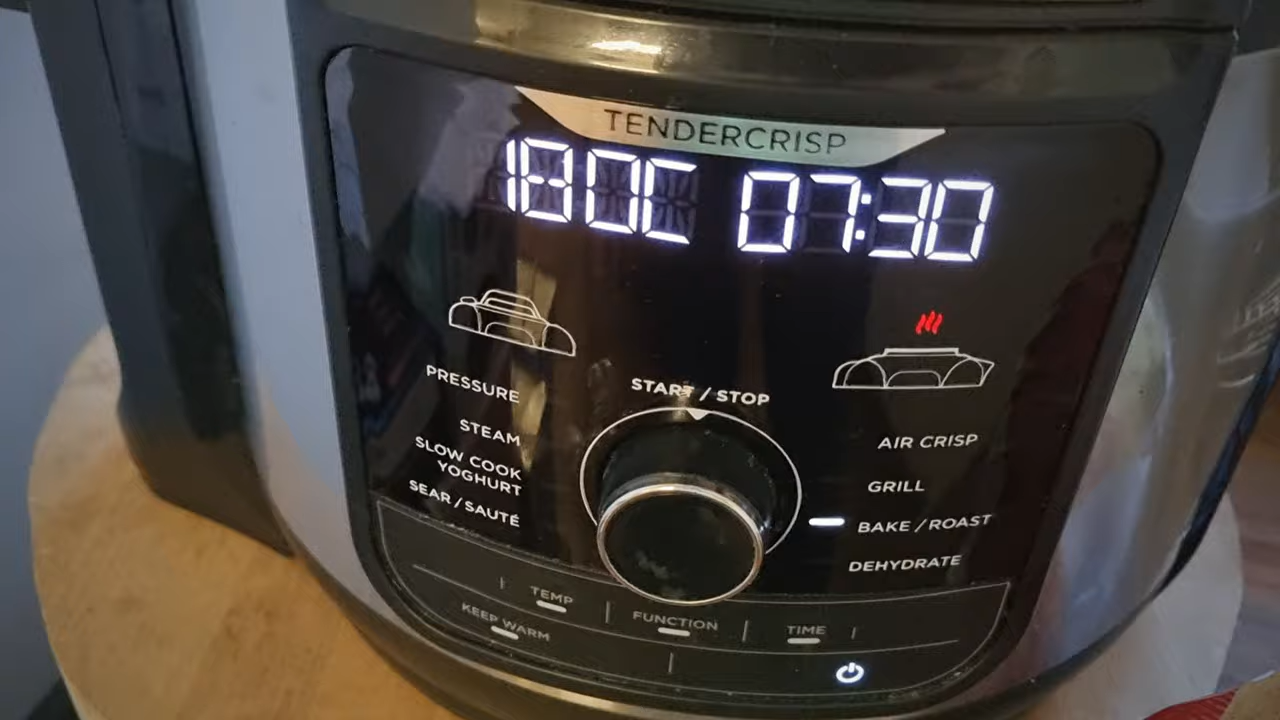 TENDERCRISP
180C 07:30
PRESSURE
STEAM
SLOW COOK
YOGHURT
SEAR/SAUTÉ
START / STOP
AIR CRISP
GRILL
BAKE/ROAST
DEHYDRATE
TEMP
FUNCTION
TIME
KEEP WARM